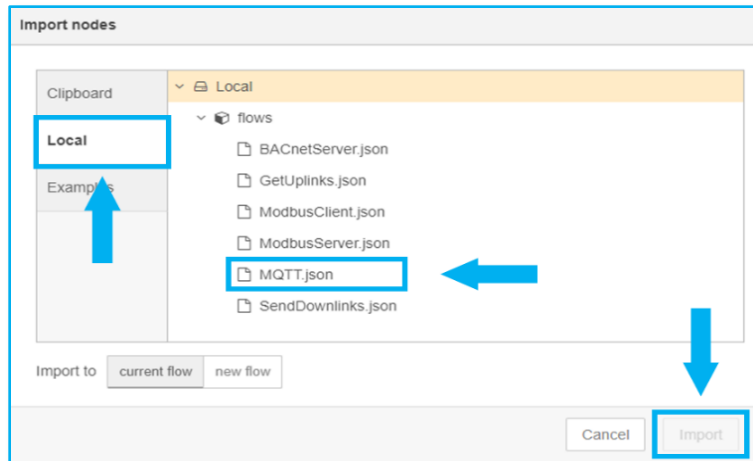 Import nodes
Clipboard
Local
Examples
Local
flows
BACnetServer.json
GetUplinks.json
ModbusClient.json
ModbusServer.json
MQTT.json
SendDownlinks.json
Import to current flow new flow
Cancel Import